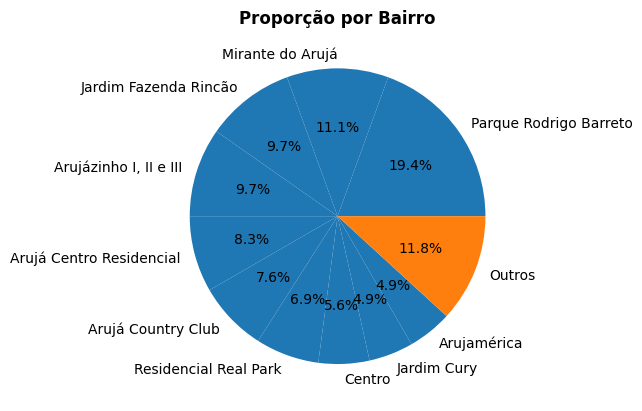 Proporção por Bairro
Mirante do Arujá
Jardim Fazenda Rincão
Parque Rodrigo Barreto
11.1%
9.7%
19.4%
Arujázinho I, II e III
9.7%
8.3%
11.8%
Arujá Centro Residencial
7.6%
Outros
4.9%
6.9%
5.6%
4.9%
Arujá Country Club
Arujamérica
Residencial Real Park
Jardim Cury
Centro